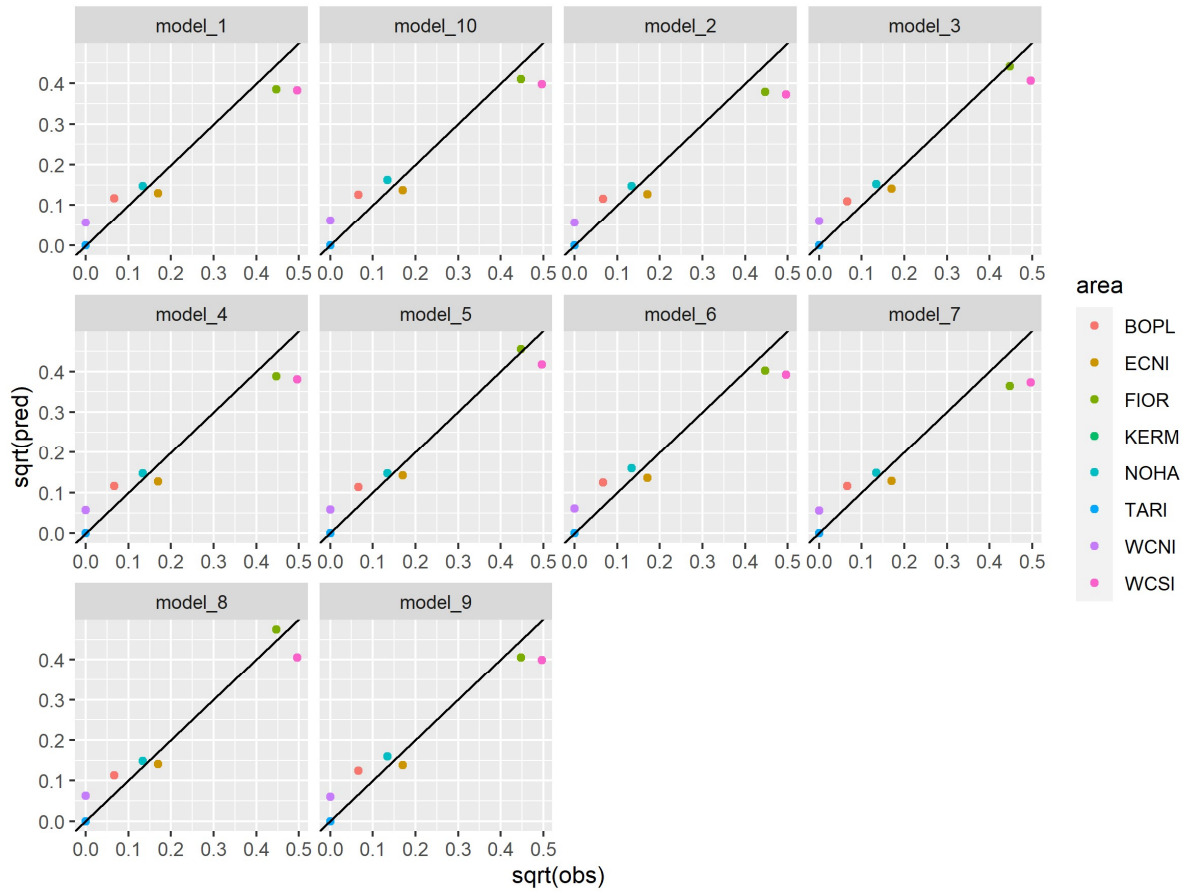 model_1 model_10 model_2 model_3
0.4
0.3
0.2
0.1
0.0
0.0 0.1 0.2 0.3 0.4 0.5 0.0 0.1 0.2 0.3 0.4 0.5 0.0 0.1 0.2 0.3 0.4 0.5 0.0 0.1 0.2 0.3 0.4 0.5
model_4 model_5 model_6 model_7
0.4
0.3
0.2
0.1
0.0
0.0 0.1 0.2 0.3 0.4 0.5 0.0 0.1 0.2 0.3 0.4 0.5 0.0 0.1 0.2 0.3 0.4 0.5 0.0 0.1 0.2 0.3 0.4 0.5
model_8 model_9
0.4
0.3
0.2
0.1
0.0
0.0 0.1 0.2 0.3 0.4 0.5 0.0 0.1 0.2 0.3 0.4 0.5
sqrt(pred)
sqrt(obs)
area
BOPL
ECNI
FIOR
KERM
NOHA
TARI
WCNI
WCSI